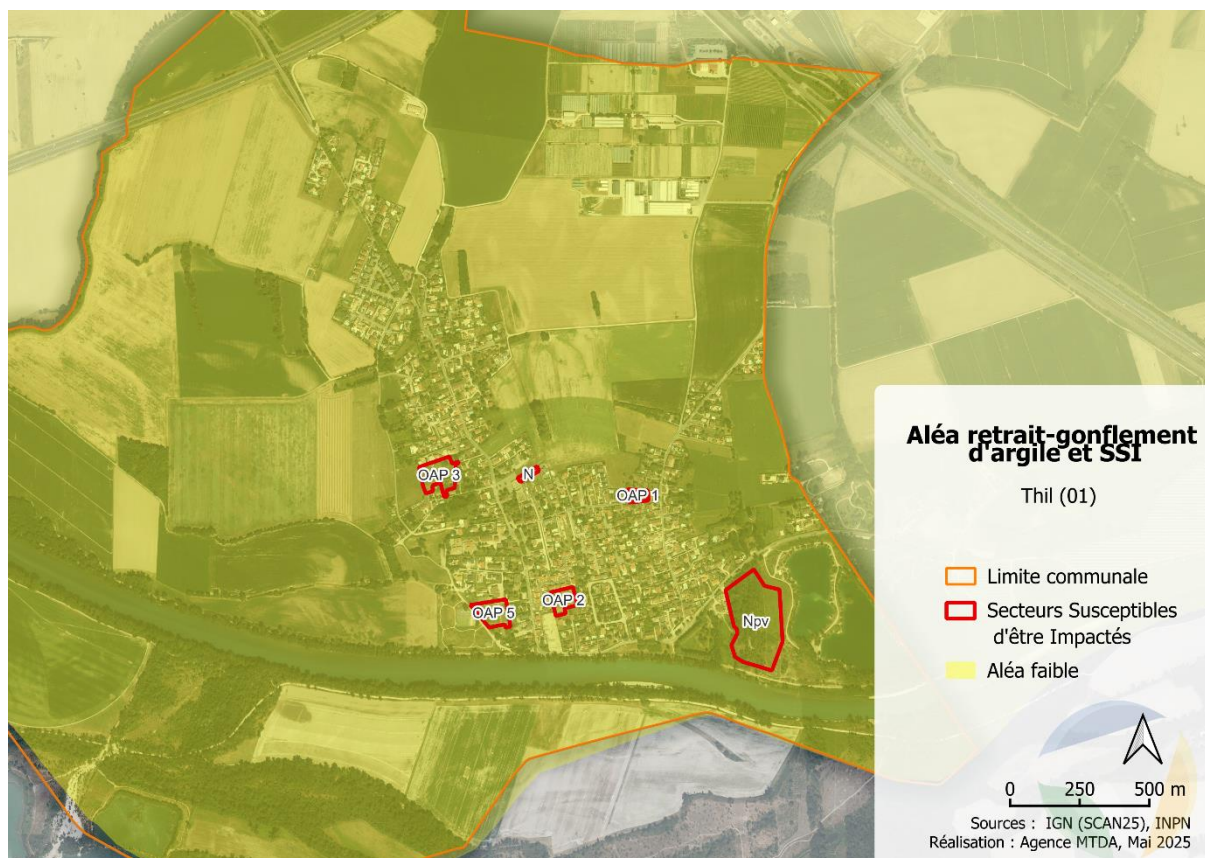 OAP 3
N
OAP 1
OAP 5
OAP 2
Npv
Aléa retrait-gonflement
d'argile et SSI
Thil (01)
Limite communale
Secteurs Susceptibles
d'être Impactés
Aléa faible
0 250 500 m
Sources : IGN (SCAN25), INPN
Réalisation : Agence MTDA, Mai 2025